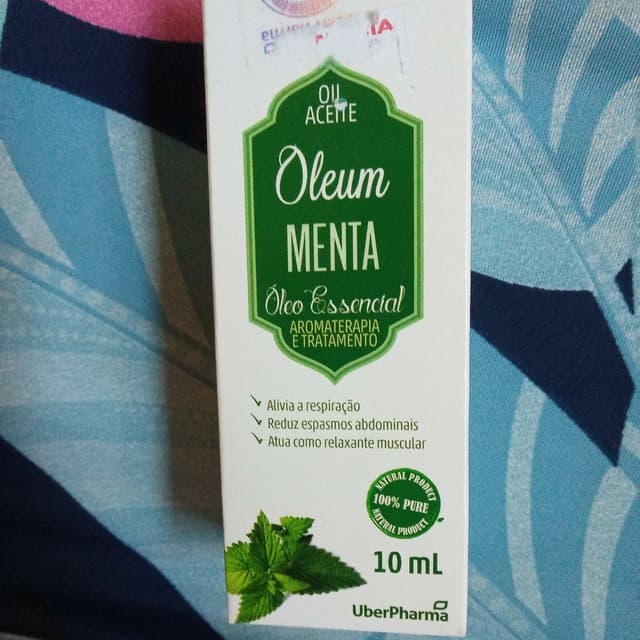 OIL
ACEITE
Óleum
MENTA
Óleo Essencial
AROMATERAPIA
E TRATAMENTO
Alivia a respiração
Reduz espasmos abdominais
Atua como relaxante muscular
NATURAL PRODUCT
100% PURE
NATURAL PRODUCT
10 mL
UberPharma